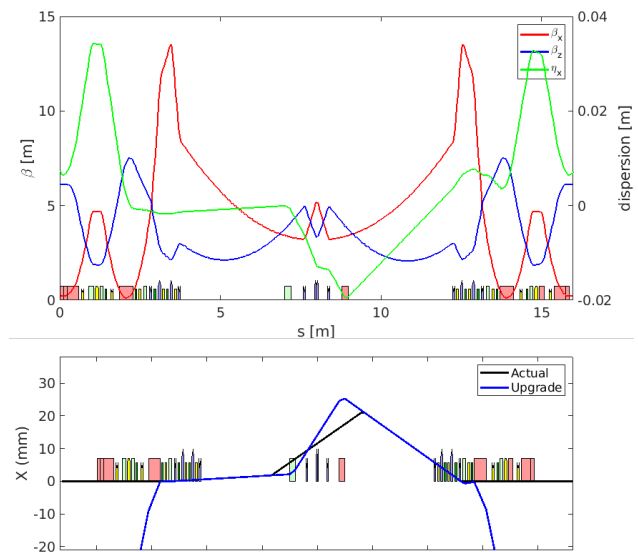 15
10
5
0
β [m]
0
5
10
15
s [m]
0.04
0.02
0
-0.02
dispersion [m]
βx
βz
ηx
30
20
10
0
-10
-20
X (mm)
Actual
Upgrade